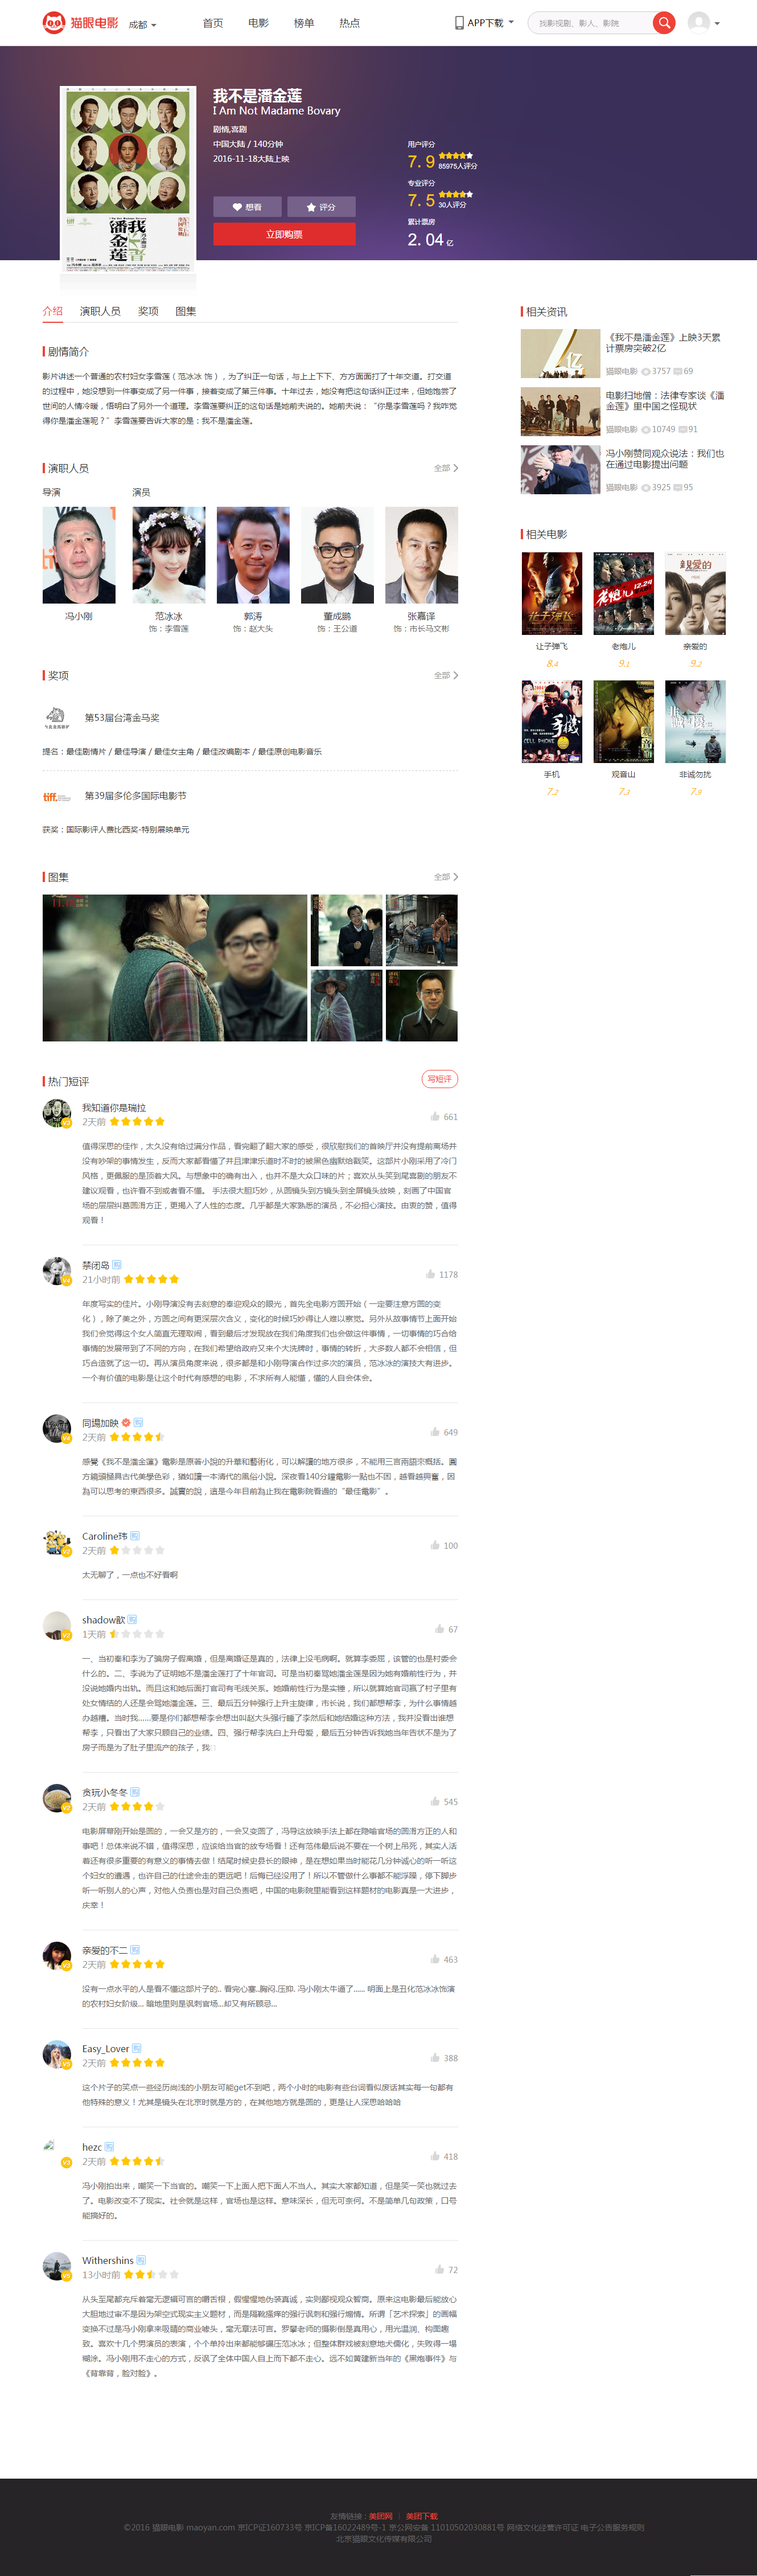 猫眼电影
成都
首页
电影
榜单
热点
APP下载
找影视剧、影人、影院
我不是潘金莲
I Am Not Madame Bovary
剧情,喜剧
中国大陆 / 140分钟
2016-11-18大陆上映
想看
评分
立即购票
用户评分
7.9
85975人评分
专业评分
7.5
30人评分
累计票房
2.04亿
介绍
演职人员
奖项
图集
剧情简介
影片讲述一个普通的农村妇女李雪莲（范冰冰 饰），为了纠正一句话，与上上下下、方方面面打了十年交道。打交道
的过程中，她没想到一件事变成了另一件事，接着变成了第三件事。十年过去，她没有把这句话纠正过来，但她饱尝了
世间的人情冷暖，悟明白了另外一个道理。李雪莲要纠正的这句话是她前夫说的。她前夫说：“你是李雪莲吗？我咋觉
得你是潘金莲呢？”李雪莲要告诉大家的是：我不是潘金莲。
演职人员
全部
导演
演员
冯小刚
范冰冰
饰：李雪莲
郭涛
饰：赵大头
董成鹏
饰：王公道
张嘉译
饰：市长马文彬
奖项
全部
第53届台湾金马奖
提名：最佳剧情片 / 最佳导演 / 最佳女主角 / 最佳改编剧本 / 最佳原创电影音乐
tiff.
第39届多伦多国际电影节
获奖：国际影评人费比西奖-特别展映单元
图集
全部
热门短评
写短评
我知道你是瑞拉
2天前
661
值得深思的佳作，太久没有给过满分作品，看完翻了翻大家的感受，很欣慰我们的首映厅并没有提前离场并
没有吵架的事情发生，反而大家都看懂了并且津津乐道时不时的被黑色幽默给戳笑。这部片小刚采用了冷门
风格，更佩服的是顶着大风。与想象中的确有出入，也并不是大众口味的片；喜欢从头笑到尾喜剧的朋友不
建议观看，也许看不到或者看不懂。 手法很大胆巧妙，从圆镜头到方镜头到全屏镜头放映，刻画了中国官
场的层层纠葛圆滑方正，更揭入了人性的态度。几乎都是大家熟悉的演员，不必担心演技。由衷的赞，值得
观看！
禁闭岛
21小时前
1178
年度写实的佳片。小刚导演没有去刻意的奉迎观众的眼光，首先全电影方圆开始（一定要注意方圆的变
化），除了美之外，方圆之间有更深层次含义，变化的时候巧妙得让人难以察觉。另外从故事情节上面开始
我们会觉得这个女人简直无理取闹，看到最后才发现放在我们角度我们也会做这件事情，一切事情的巧合给
事情的发展带到了不同的方向，在我们希望给政府又来个大洗牌时，事情的转折，大多数人都不会相信，但
巧合造就了这一切。再从演员角度来说，很多都是和小刚导演合作过多次的演员，范冰冰的演技大有进步。
一个有价值的电影是让这个时代有感想的电影，不求所有人能懂，懂的人自会体会。
同場加映
2天前
649
感覺《我不是潘金蓮》電影是原著小說的升華和藝術化，可以解讀的地方很多，不能用三言兩語來概括。圓
方鏡頭極具古代美學色彩，猶如讀一本清代的風俗小說。深夜看140分鐘電影一點也不困，越看越興奮，因
為可以思考的東西很多。誠實的說，這是今年目前為止我在電影院看過的“最佳電影”。
Caroline玮
2天前
100
太无聊了，一点也不好看啊
shadow歆
1天前
67
一、当初秦和李为了骗房子假离婚，但是离婚证是真的，法律上没毛病啊。就算李委屈，该管的也是村委会
什么的。二、李说为了证明她不是潘金莲打了十年官司。可是当初秦骂她潘金莲是因为她有婚前性行为，并
没说她婚内出轨。而且这和她后面打官司有毛线关系。她婚前性行为是实锤，所以就算她官司赢了村子里有
处女情结的人还是会骂她潘金莲。三、最后五分钟强行上升主旋律，市长说，我们都想帮李，为什么事情越
办越糟。当时我......要是你们都想帮李会想出叫赵大头强行睡了李然后和她结婚这种方法，我并没看出谁想
帮李，只看出了大家只顾自己的业绩。四、强行帮李洗白上升母爱，最后五分钟告诉我她当年告状不是为了
房子而是为了肚子里流产的孩子，我
贪玩小冬冬
2天前
545
电影屏幕刚开始是圆的，一会又是方的，一会又变圆了，冯导这放映手法上都在隐喻官场的圆滑方正的人和
事吧！总体来说不错，值得深思，应该给当官的放专场看！还有范伟最后说不要在一个树上吊死，其实人活
着还有很多重要的有意义的事情去做！结尾时候史县长的眼神，是在想如果当时能花几分钟诚心的听一听这
个妇女的遭遇，也许自己的仕途会走的更远吧！后悔已经没用了！所以不管做什么事都不能浮躁，停下脚步
听一听别人的心声，对他人负责也是对自己负责吧，中国的电影院里能看到这样题材的电影真是一大进步，
庆幸！
亲爱的不二
2天前
463
没有一点水平的人是看不懂这部片子的.. 看完心塞..胸闷.压抑. 冯小刚太牛逼了...... 明面上是丑化范冰冰饰演
的农村妇女阶级... 暗地里则是讽刺官场...却又有所顾忌...
Easy_Lover
2天前
388
这个片子的笑点一些经历尚浅的小朋友可能get不到吧，两个小时的电影有些台词看似废话其实每一句都有
他特殊的意义！尤其是镜头在北京时就是方的，在其他地方就是圆的，更是让人深思哈哈哈
hezc
2天前
418
冯小刚拍出来，嘲笑一下当官的。嘲笑一下上面人把下面人不当人。其实大家都知道，但是笑一笑也就过去
了。电影改变不了现实。社会就是这样，官场也是这样。意味深长，但无可奈何。不是简单几句政策，口号
能搞好的。
Withershins
13小时前
72
从头至尾都充斥着毫无逻辑可言的嚼舌根，假惺惺地伪装真诚，实则鄙视观众智商。原来这电影最后能放心
大胆地过审不是因为架空式现实主义题材，而是隔靴搔痒的强行讽刺和强行煽情。所谓「艺术探索」的画幅
变换不过是冯小刚拿来吸睛的商业噱头，毫无章法可言。罗攀老师的摄影倒是真用心，用光温润、构图趣
致。喜欢十几个男演员的表演，个个单拎出来都能够碾压范冰冰；但整体群戏被刻意地犬儒化，失败得一塌
糊涂。冯小刚用不走心的方式，反讽了全体中国人自上而下都不走心。远不如黄建新当年的《黑炮事件》与
《背靠背，脸对脸》。
相关资讯
《我不是潘金莲》上映3天累
计票房突破2亿
猫眼电影 3757 69
电影扫地僧：法律专家谈《潘
金莲》里中国之怪现状
猫眼电影 10749 91
冯小刚赞同观众说法：我们也
在通过电影提出问题
猫眼电影 3925 95
相关电影
让子弹飞
8.4
老炮儿
9.1
亲爱的
9.2
手机
7.2
观音山
7.3
非诚勿扰
7.9
友情链接：美团网 | 美团下载
©2016 猫眼电影 maoyan.com 京ICP证160733号 京ICP备16022489号-1 京公网安备 11010502030881号 网络文化经营许可证 电子公告服务规则
北京猫眼文化传媒有限公司